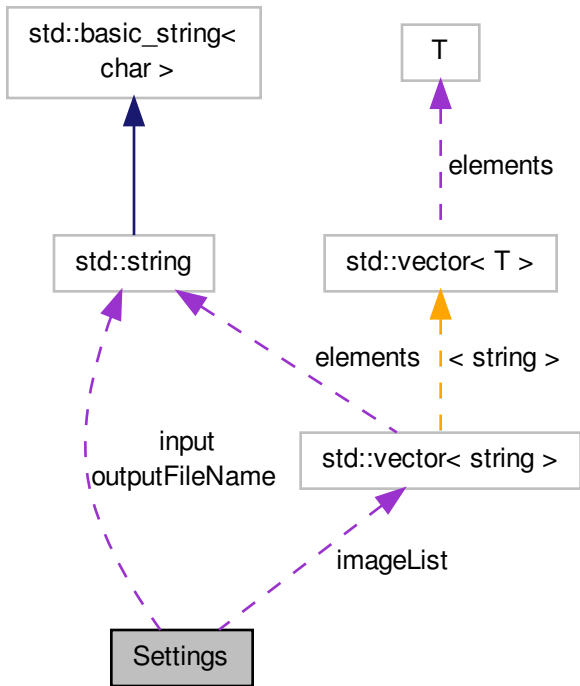 std::basic_string<
char >
T
elements
std::string
std::vector< T >
elements
< string >
input
outputFileName
std::vector< string >
imageList
Settings